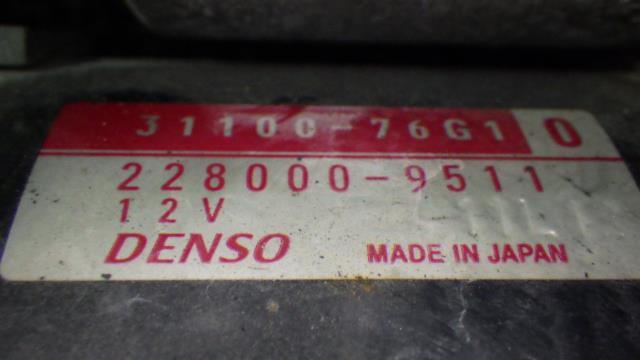 31100-76G1 0
228000-9511
12V
DENSO MADE IN JAPAN